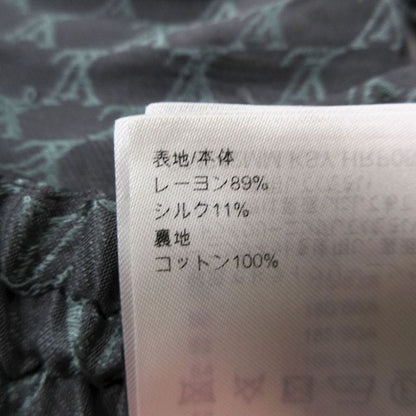 表地/本体
レーヨン89%
シルク11%
裏地
コットン100%